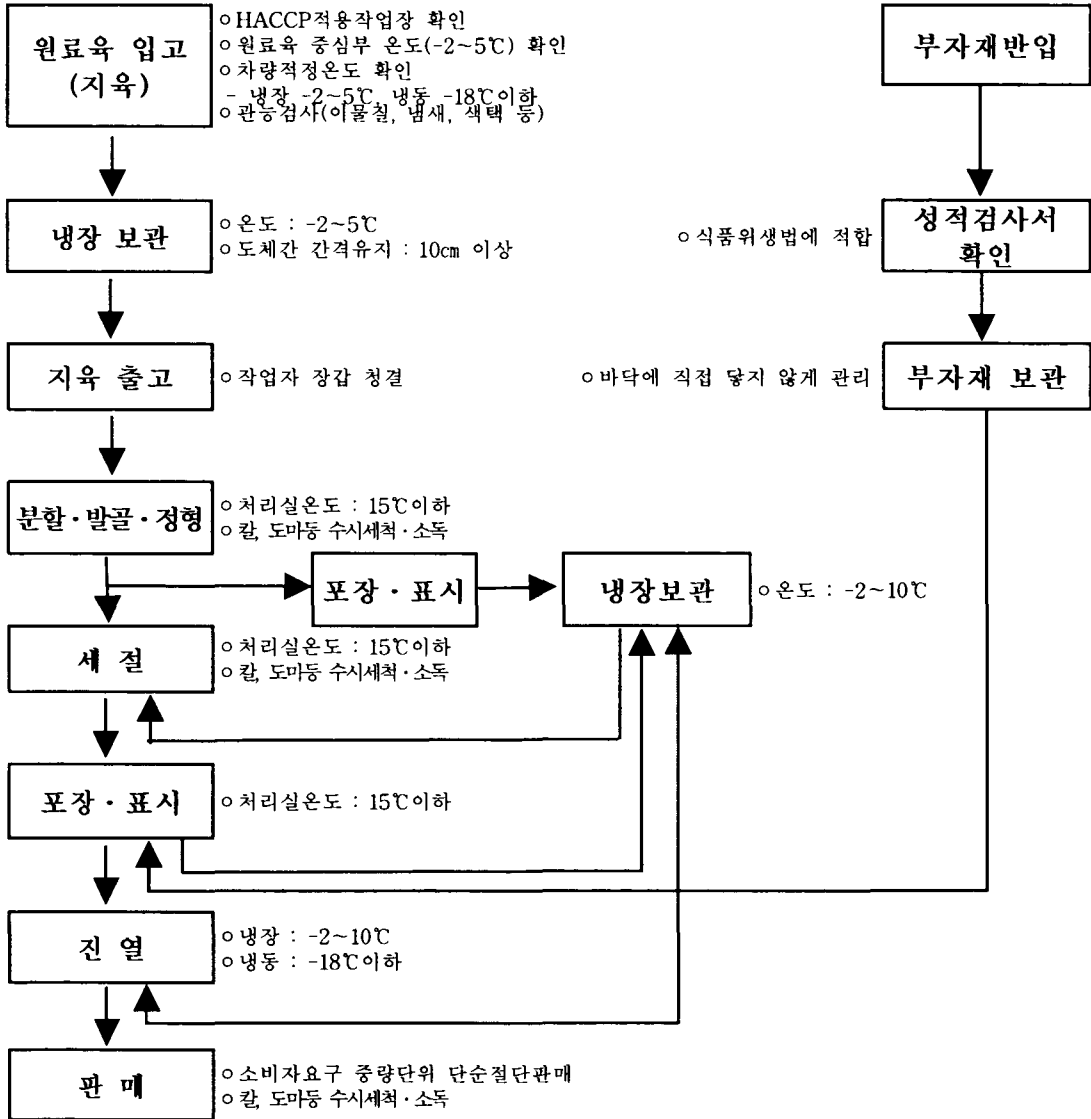 원료육 입고
(지육)
○HACCP적용작업장 확인
○원료육 중심부 온도(-2~5℃) 확인
○차량적정온도 확인
- 냉장 -2~5℃, 냉동 -18℃이하
○관능검사(이물질, 냄새, 색택 등)
부자재반입
냉장 보관
○온도 : -2~5℃
○도체간 간격유지 : 10㎝ 이상
○식품위생법에 적합
성적검사서
확인
지육 출고
○작업자 장갑 청결
○바닥에 직접 닿지 않게 관리
부자재 보관
분할·발골·정형
○처리실온도 : 15℃이하
○칼, 도마등 수시세척·소독
포장·표시
냉장보관
○온도 : -2~10℃
세 절
○처리실온도 : 15℃이하
○칼, 도마등 수시세척·소독
포장·표시
○처리실온도 : 15℃이하
진 열
○냉장 : -2~10℃
○냉동 : -18℃이하
판 매
○소비자요구 중량단위 단순절단판매
○칼, 도마등 수시세척·소독